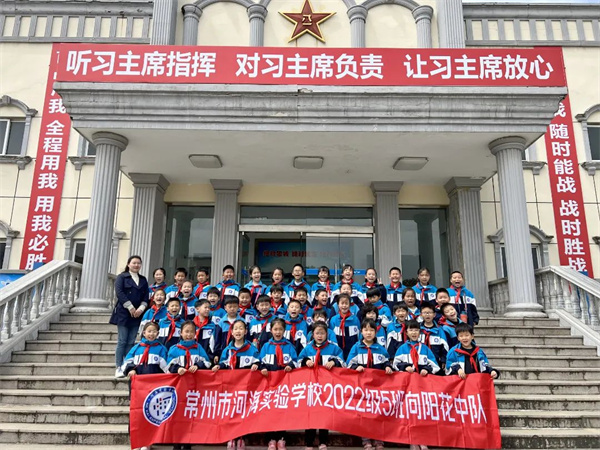 八一
听习主席指挥 对习主席负责 让习主席放心
全程用我 用我必胜
随时能战 战时胜战
常州市河海实验学校2022级5班向阳花中队